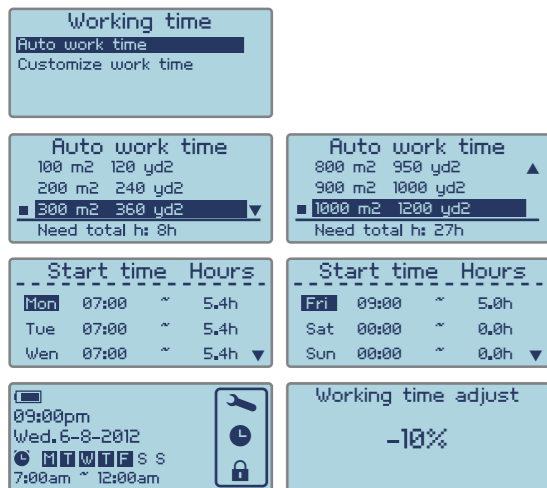 Working time
Auto work time
Customize work time
Auto work time
100 m2 120 yd2
200 m2 240 yd2
300 m2 360 yd2
Need total h: 8h
Auto work time
800 m2 950 yd2
900 m2 1000 yd2
1000 m2 1200 yd2
Need total h: 27h
Start time Hours
Mon 07:00 ~ 5.4h
Tue 07:00 ~ 5.4h
Wen 07:00 ~ 5.4h
Start time Hours
Fri 09:00 ~ 5.0h
Sat 00:00 ~ 0.0h
Sun 00:00 ~ 0.0h
09:00pm
Wed.6-8-2012
M T W T F S S
7:00am ~ 12:00am
Working time adjust
-10%